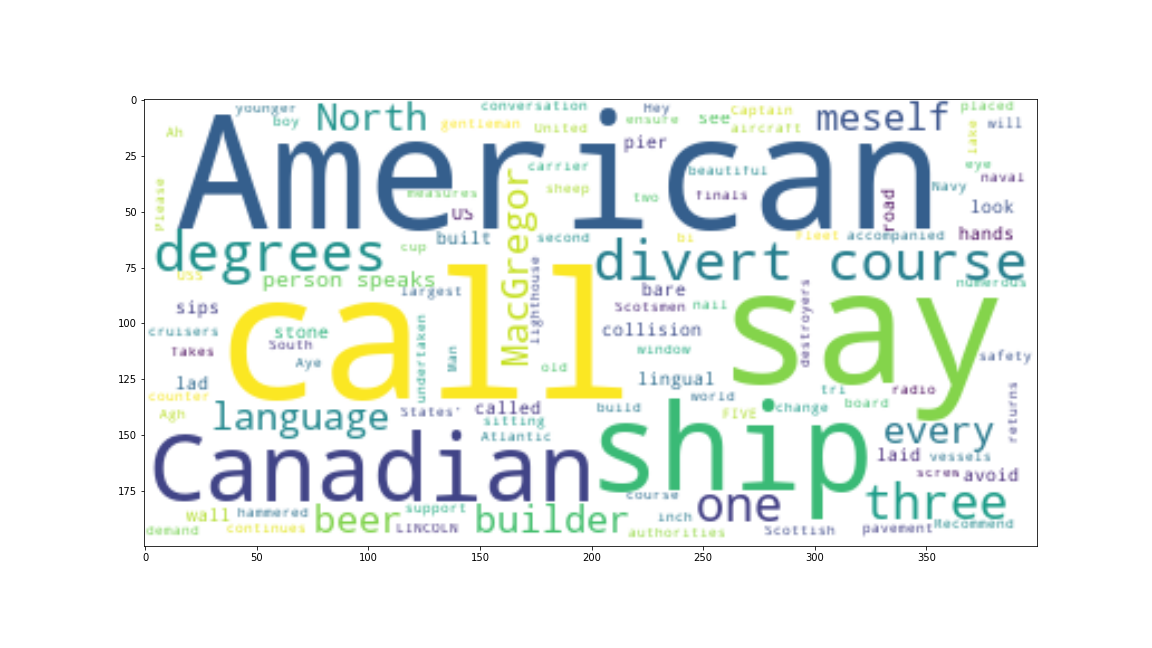 0
25
50
75
100
125
150
175
younger
conversation
Hey
Captain
placed
Ah
boy
North
gentleman
United
ensure
see
aircraft
meself
lake
will
American
pier
carrier
beautiful
eye
naval
Please
measures
sheep
two
finals
Navy
US
MacGregor
road
look
degrees
cup
built
second
bi
Fleet
accompanied
hands
USS
person speaks
lighthouse
divert course
numerous
sips
largest
bare
Scotsmen
nail
destroyers
cruisers
stone
call
collision
say
Takes
South
Aye
undertaken
Man
old
window
safety
lad
lingual
tri
radio
counter
world
returns
Agh
language
States'
called
build
FIVE
change
board
sitting
Atlantic
every
Canadian
ship
laid
vessels
screw
avoid
course
one
three
wall
hammered
beer
support
builder
inch
demand
continues
LINCOLN
authorities
Scottish
pavement
Recommend
0
50
100
150
200
250
300
350